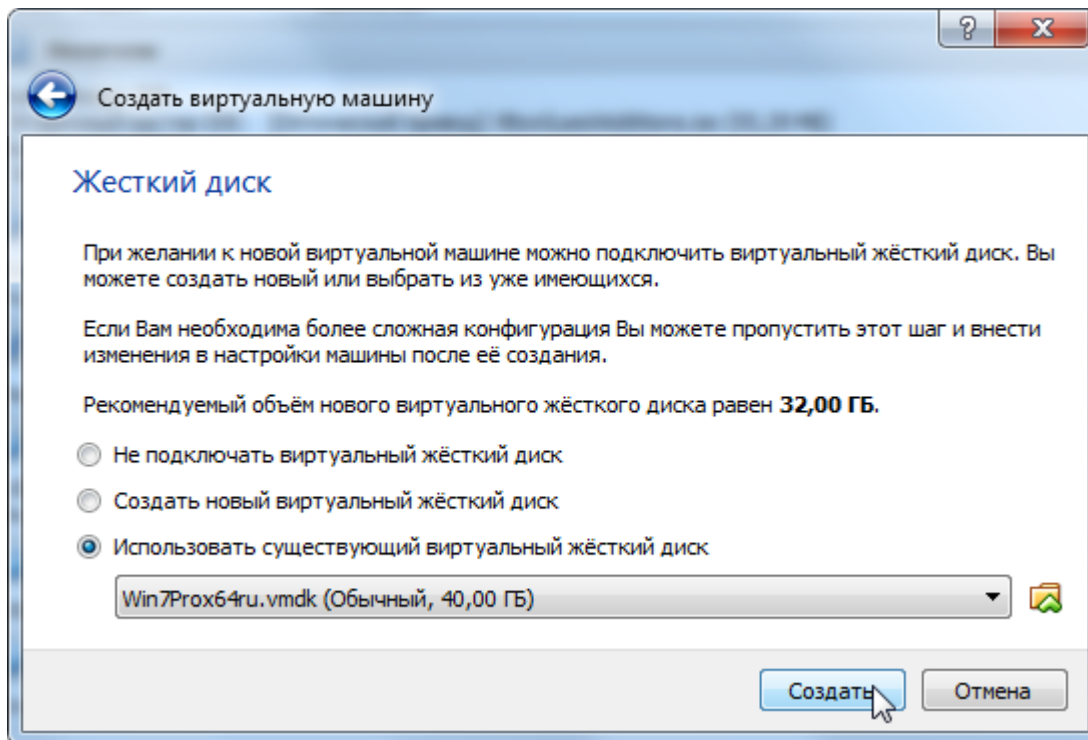 Создать виртуальную машину
Жесткий диск
При желании к новой виртуальной машине можно подключить виртуальный жёсткий диск. Вы
можете создать новый или выбрать из уже имеющихся.
Если Вам необходима более сложная конфигурация Вы можете пропустить этот шаг и внести
изменения в настройки машины после её создания.
Рекомендуемый объём нового виртуального жёсткого диска равен 32,00 ГБ.
Не подключать виртуальный жёсткий диск
Создать новый виртуальный жёсткий диск
Использовать существующий виртуальный жёсткий диск
Win7Prox64ru.vmdk (Обычный, 40,00 ГБ)
Создать
Отмена